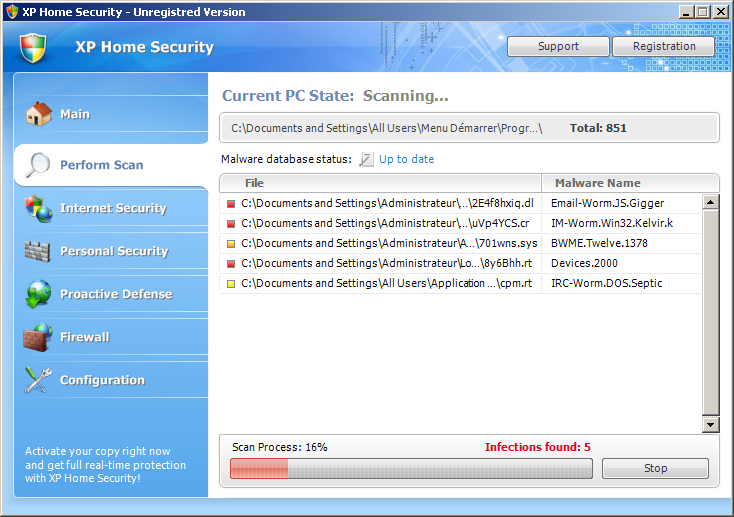 XP Home Security - Unregistred Version
XP Home Security
Support
Registration
Main
Perform Scan
Internet Security
Personal Security
Proactive Defense
Firewall
Configuration
Activate your copy right now
and get full real-time protection
with XP Home Security!
Current PC State: Scanning...
C:\Documents and Settings\All Users\Menu Démarrer\Progr...\ Total: 851
Malware database status: Up to date
File Malware Name
C:\Documents and Settings\Administrateur\...\2E4f8hxiq.dl Email-Worm.JS.Gigger
C:\Documents and Settings\Administrateur\...\uVp4YCS.cr IM-Worm.Win32.Kelvir.k
C:\Documents and Settings\Administrateur\A...\701wns.sys BWME.Twelve.1378
C:\Documents and Settings\Administrateur\Lo...\8y6Bhh.rt Devices.2000
C:\Documents and Settings\All Users\Application ...\cpm.rt IRC-Worm.DOS.Septic
Scan Process: 16% Infections found: 5
Stop